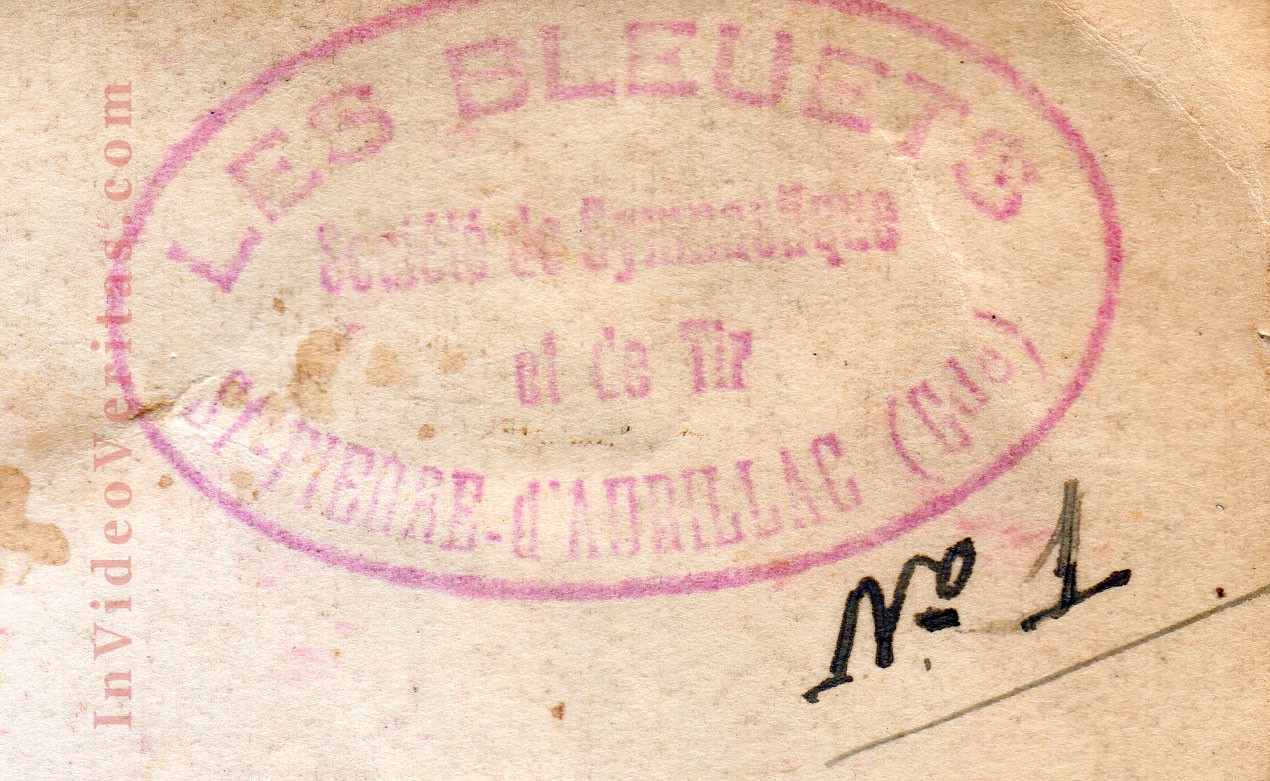 LES BLEUETS
Société de Gymnastique
et de Tir
St-PIERRE-d'AURILLAC (Gde)
Nº 1
InVideoVeritas.com